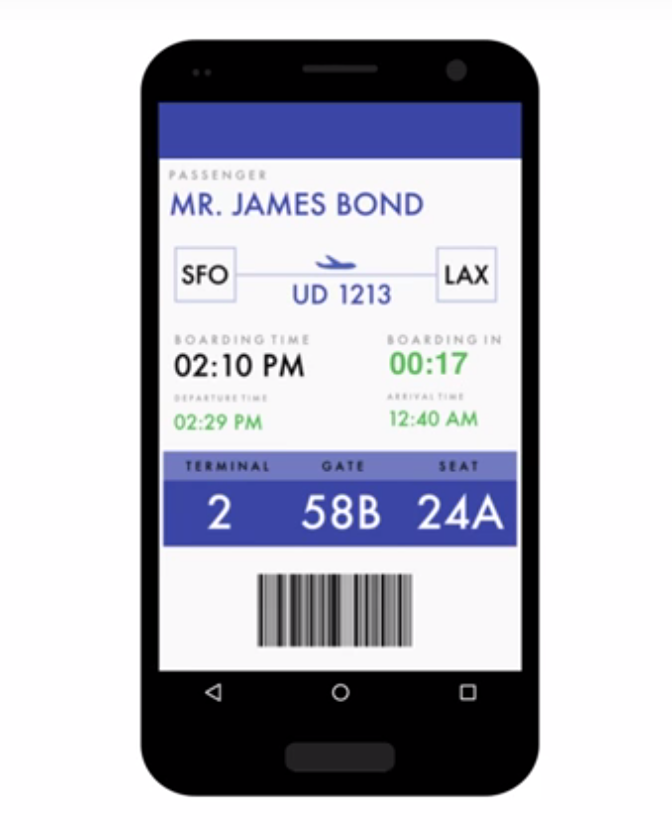 PASSENGER
MR. JAMES BOND
SFO
LAX
UD 1213
BOARDING TIME
BOARDING IN
02:10 PM
00:17
DEPARTURE TIME
ARRIVAL TIME
02:29 PM
12:40 AM
TERMINAL GATE SEAT
2 58B 24A